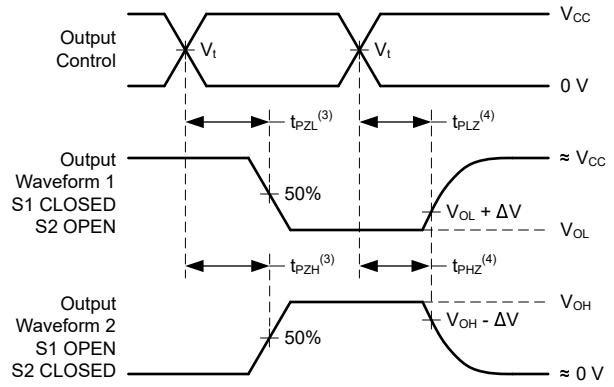 V_CC
Output
Control
V_t
V_t
0 V
t_PZL^(3)
t_PLZ^(4)
Output
Waveform 1
S1 CLOSED
S2 OPEN
≈ V_CC
50%
V_OL + ΔV
V_OL
t_PZH^(3)
t_PHZ^(4)
Output
Waveform 2
S1 OPEN
S2 CLOSED
V_OH
50%
V_OH - ΔV
≈ 0 V